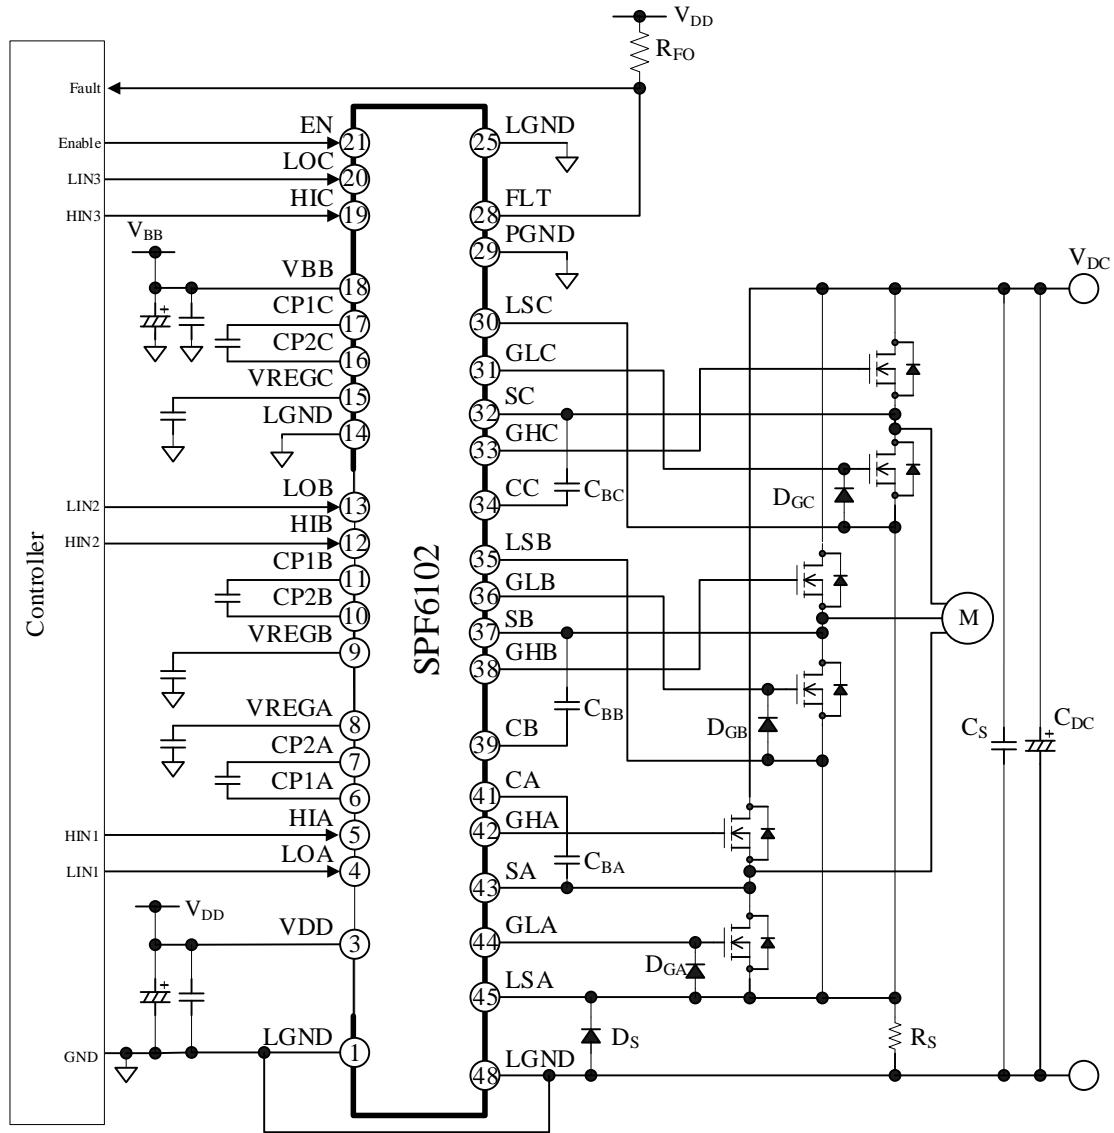 V_DD
R_FO
Fault
Enable
LIN3
HIN3
LIN2
HIN2
HIN1
LIN1
GND
Controller
SPF6102
EN 21
LOC 20
HIC 19
V_BB
+
VBB 18
CP1C 17
CP2C 16
VREGC 15
LGND 14
LOB 13
HIB 12
CP1B 11
CP2B 10
VREGB 9
VREGA 8
CP2A 7
CP1A 6
HIA 5
LOA 4
V_DD
+
VDD 3
LGND 1
25 LGND
28 FLT
29 PGND
30 LSC
31 GLC
32 SC
33 GHC
34 CC
35 LSB
36 GLB
37 SB
38 GHB
39 CB
41 CA
42 GHA
43 SA
44 GLA
45 LSA
48 LGND
C_BC
D_GC
C_BB
D_GB
C_BA
D_GA
D_S
R_S
M
V_DC
C_S
C_DC
+